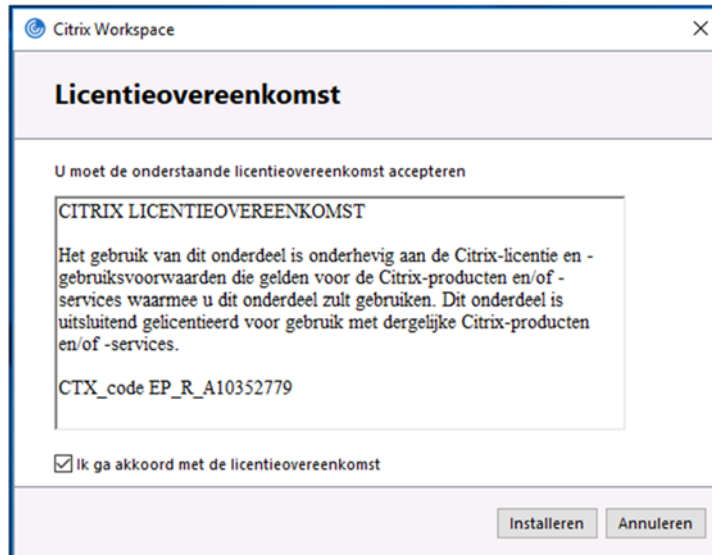 Citrix Workspace
Licentieovereenkomst
U moet de onderstaande licentieovereenkomst accepteren
CITRIX LICENTIEOVEREENKOMST
Het gebruik van dit onderdeel is onderhevig aan de Citrix-licentie en -
gebruiksvoorwaarden die gelden voor de Citrix-producten en/of -
services waarmee u dit onderdeel zult gebruiken. Dit onderdeel is
uitsluitend gelicentieerd voor gebruik met dergelijke Citrix-producten
en/of -services.
CTX_code EP_R_A10352779
Ik ga akkoord met de licentieovereenkomst
Installeren Annuleren